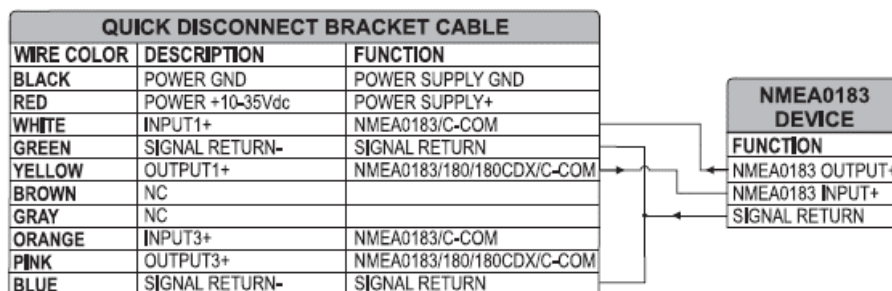 QUICK DISCONNECT BRACKET CABLE
WIRE COLOR DESCRIPTION FUNCTION
BLACK POWER GND POWER SUPPLY GND
RED POWER +10-35Vdc POWER SUPPLY+
WHITE INPUT1+ NMEA0183/C-COM
GREEN SIGNAL RETURN- SIGNAL RETURN
YELLOW OUTPUT1+ NMEA0183/180/180CDX/C-COM
BROWN NC
GRAY NC
ORANGE INPUT3+ NMEA0183/C-COM
PINK OUTPUT3+ NMEA0183/180/180CDX/C-COM
BLUE SIGNAL RETURN- SIGNAL RETURN
NMEA0183
DEVICE
FUNCTION
NMEA0183 OUTPUT+
NMEA0183 INPUT+
SIGNAL RETURN